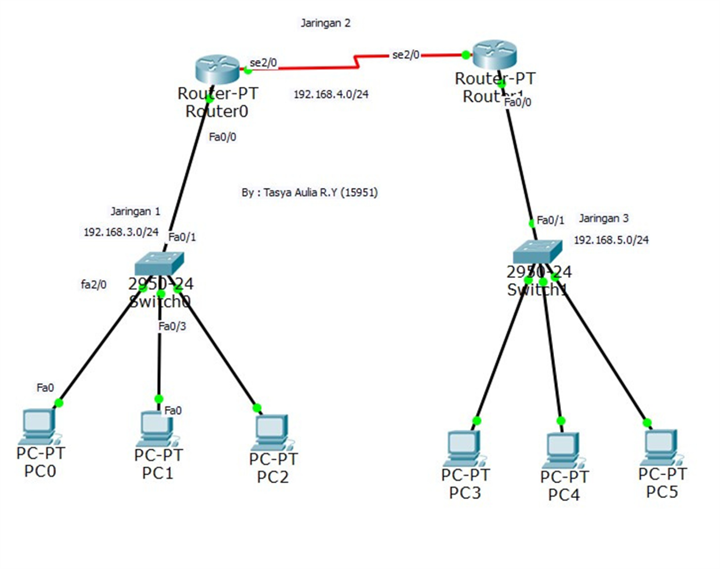 Jaringan 2
se2/0
se2/0
192.168.4.0/24
Router-PT
Router0
Router-PT
Router1
Fa0/0
Fa0/0
By : Tasya Aulia R.Y (15951)
Jaringan 1
192.168.3.0/24
Fa0/1
Fa0/1
Jaringan 3
192.168.5.0/24
2950-24
Switch0
2950-24
Switch1
fa2/0
Fa0/3
Fa0
Fa0
PC-PT
PC0
PC-PT
PC1
PC-PT
PC2
PC-PT
PC3
PC-PT
PC4
PC-PT
PC5